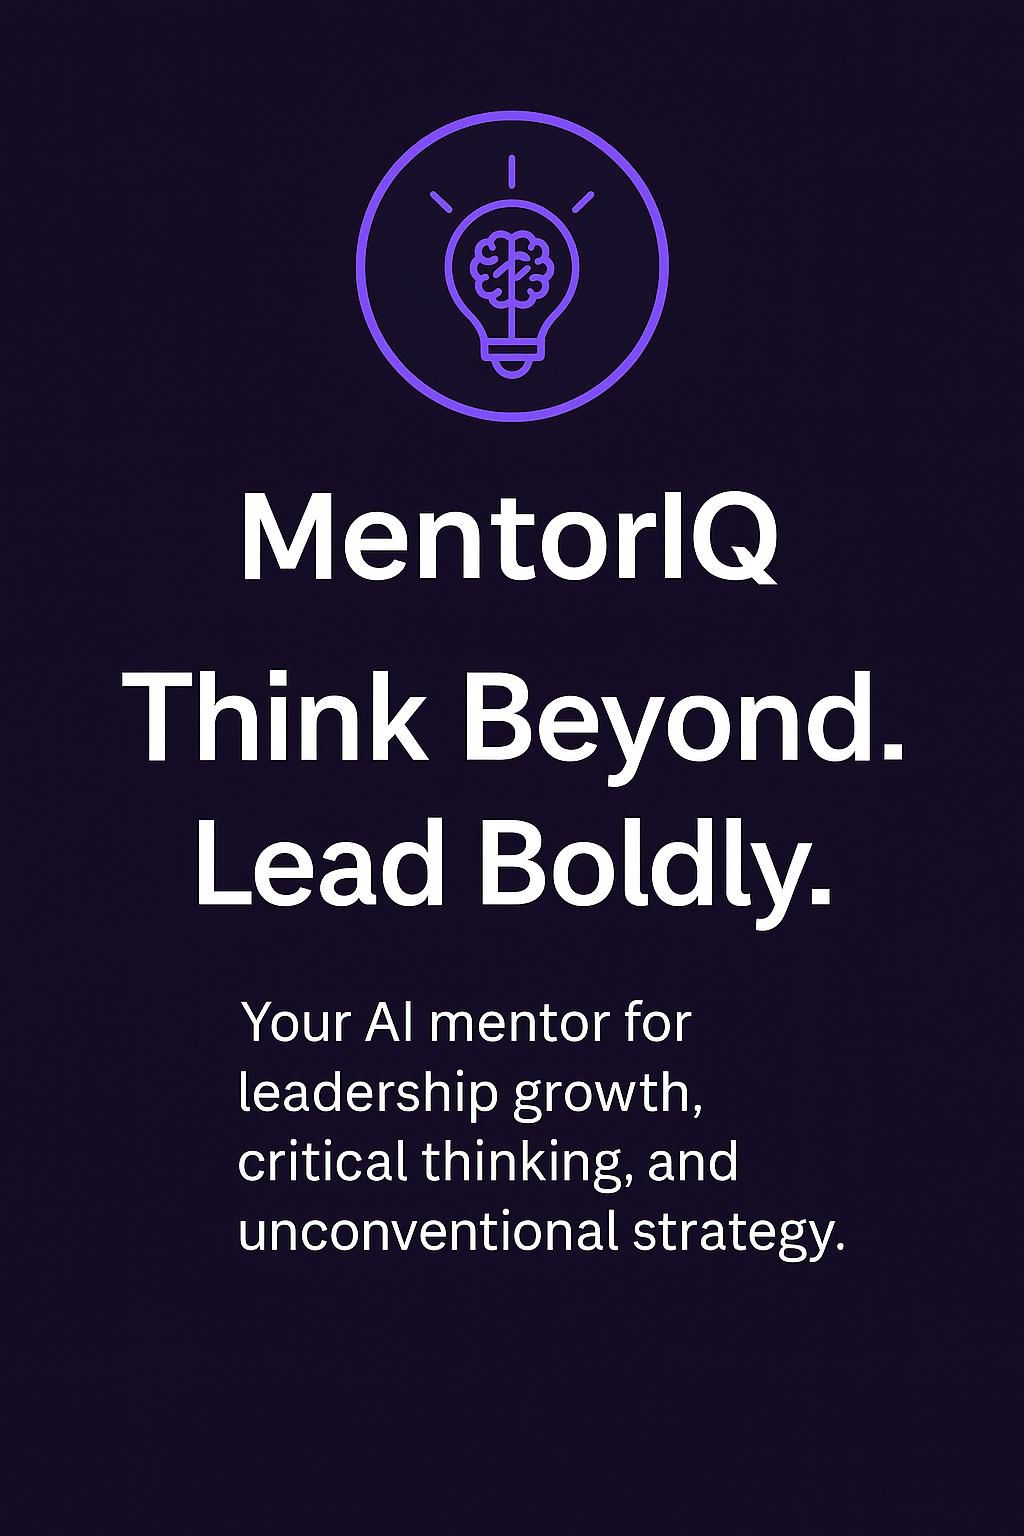 MentorIQ
Think Beyond.
Lead Boldly.
Your AI mentor for
leadership growth,
critical thinking, and
unconventional strategy.